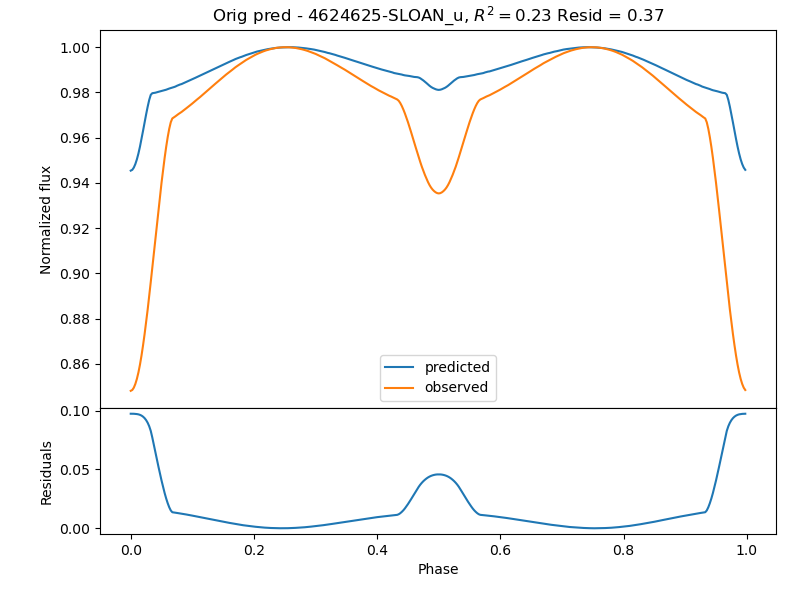 Orig pred - 4624625-SLOAN_u, R² = 0.23 Resid = 0.37
1.00
0.98
0.96
0.94
0.92
0.90
0.88
0.86
Normalized flux
predicted
observed
0.10
0.05
0.00
Residuals
0.0 0.2 0.4 0.6 0.8 1.0
Phase